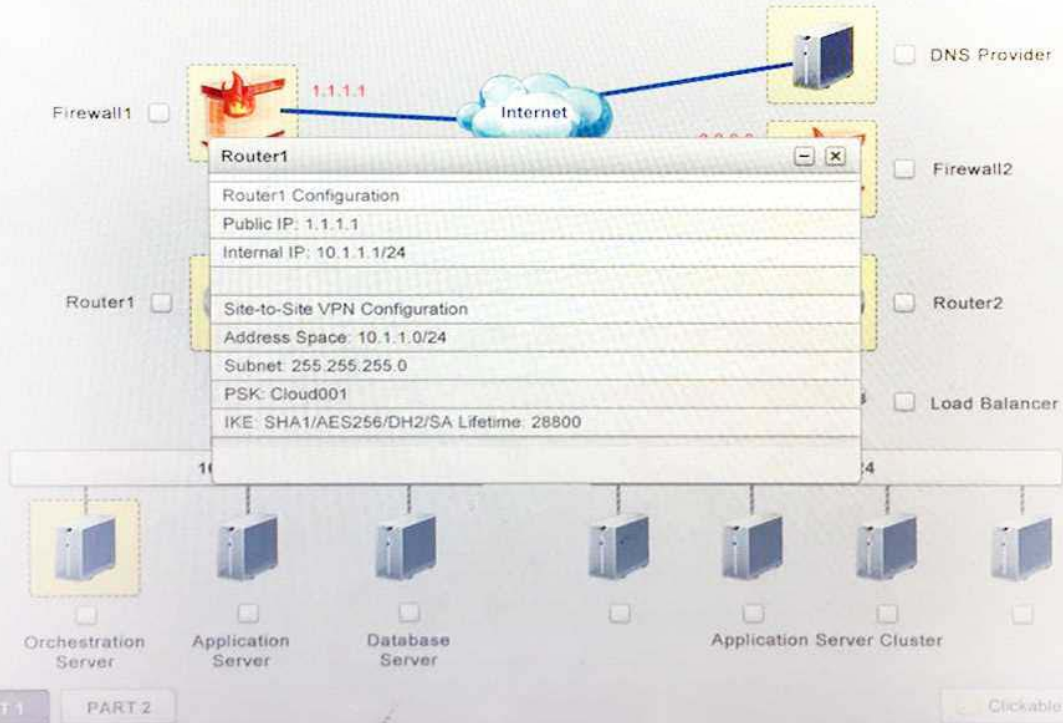 DNS Provider
1.1.1.1
Internet
Firewall1
Firewall2
Router1
Router1 Configuration
Public IP: 1.1.1.1
Internal IP: 10.1.1.1/24
Site-to-Site VPN Configuration
Address Space: 10.1.1.0/24
Subnet: 255.255.255.0
PSK: Cloud001
IKE: SHA1/AES256/DH2/SA Lifetime: 28800
Router1
Router2
Load Balancer
Orchestration Server
Application Server
Database Server
Application Server Cluster
PART 2
Clickable